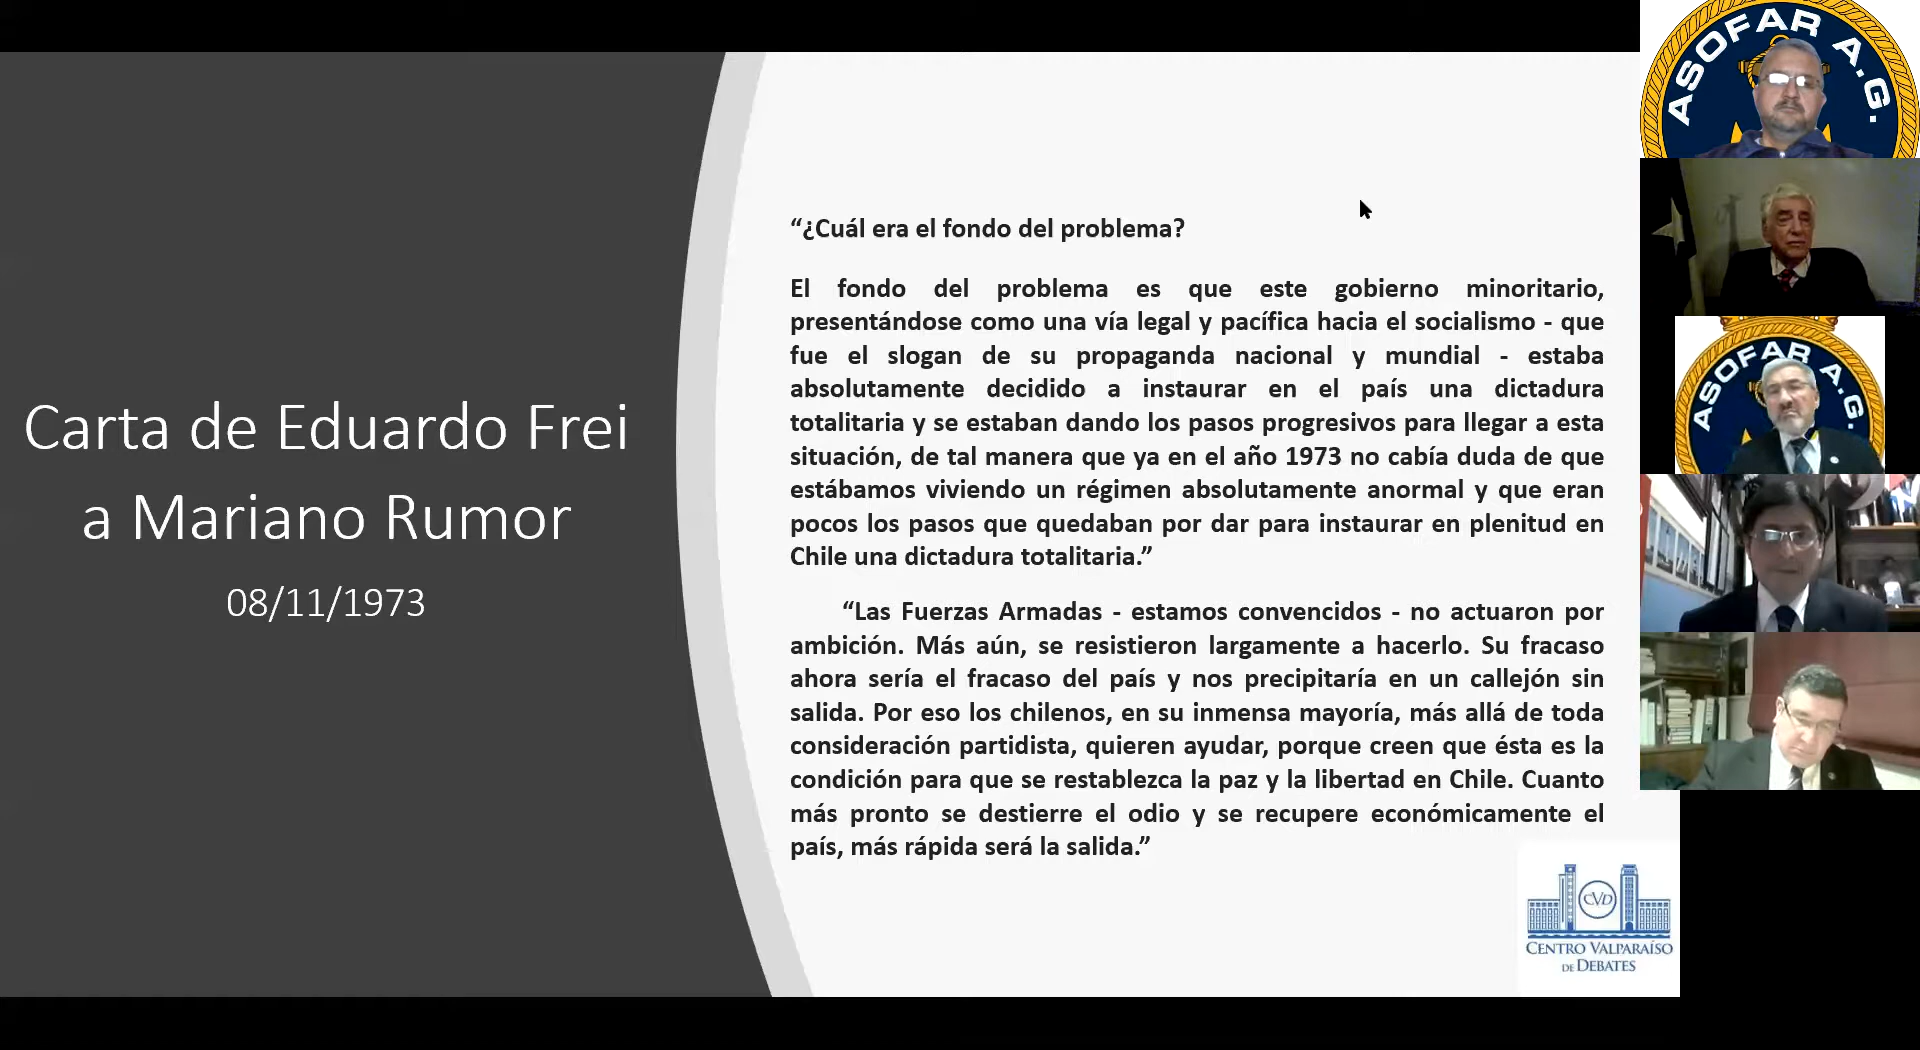 Carta de Eduardo Frei
a Mariano Rumor
08/11/1973
“¿Cuál era el fondo del problema?
El fondo del problema es que este gobierno minoritario,
presentándose como una vía legal y pacífica hacia el socialismo - que
fue el slogan de su propaganda nacional y mundial - estaba
absolutamente decidido a instaurar en el país una dictadura
totalitaria y se estaban dando los pasos progresivos para llegar a esta
situación, de tal manera que ya en el año 1973 no cabía duda de que
estábamos viviendo un régimen absolutamente anormal y que eran
pocos los pasos que quedaban por dar para instaurar en plenitud en
Chile una dictadura totalitaria.”
“Las Fuerzas Armadas - estamos convencidos - no actuaron por
ambición. Más aún, se resistieron largamente a hacerlo. Su fracaso
ahora sería el fracaso del país y nos precipitaría en un callejón sin
salida. Por eso los chilenos, en su inmensa mayoría, más allá de toda
consideración partidista, quieren ayudar, porque creen que ésta es la
condición para que se restablezca la paz y la libertad en Chile. Cuanto
más pronto se destierre el odio y se recupere económicamente el
país, más rápida será la salida.”
CVD
CENTRO VALPARAÍSO
DE DEBATES
ASOFAR A.G.
ASOFAR A.G.